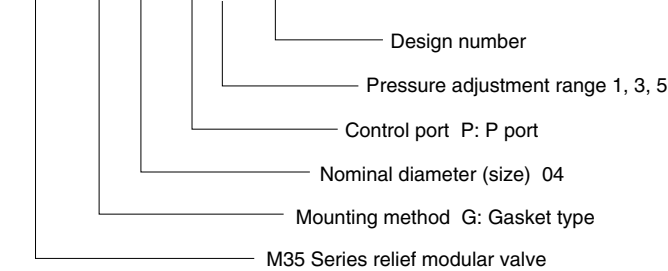 Design number
Pressure adjustment range 1, 3, 5
Control port P: P port
Nominal diameter (size) 04
Mounting method G: Gasket type
M35 Series relief modular valve